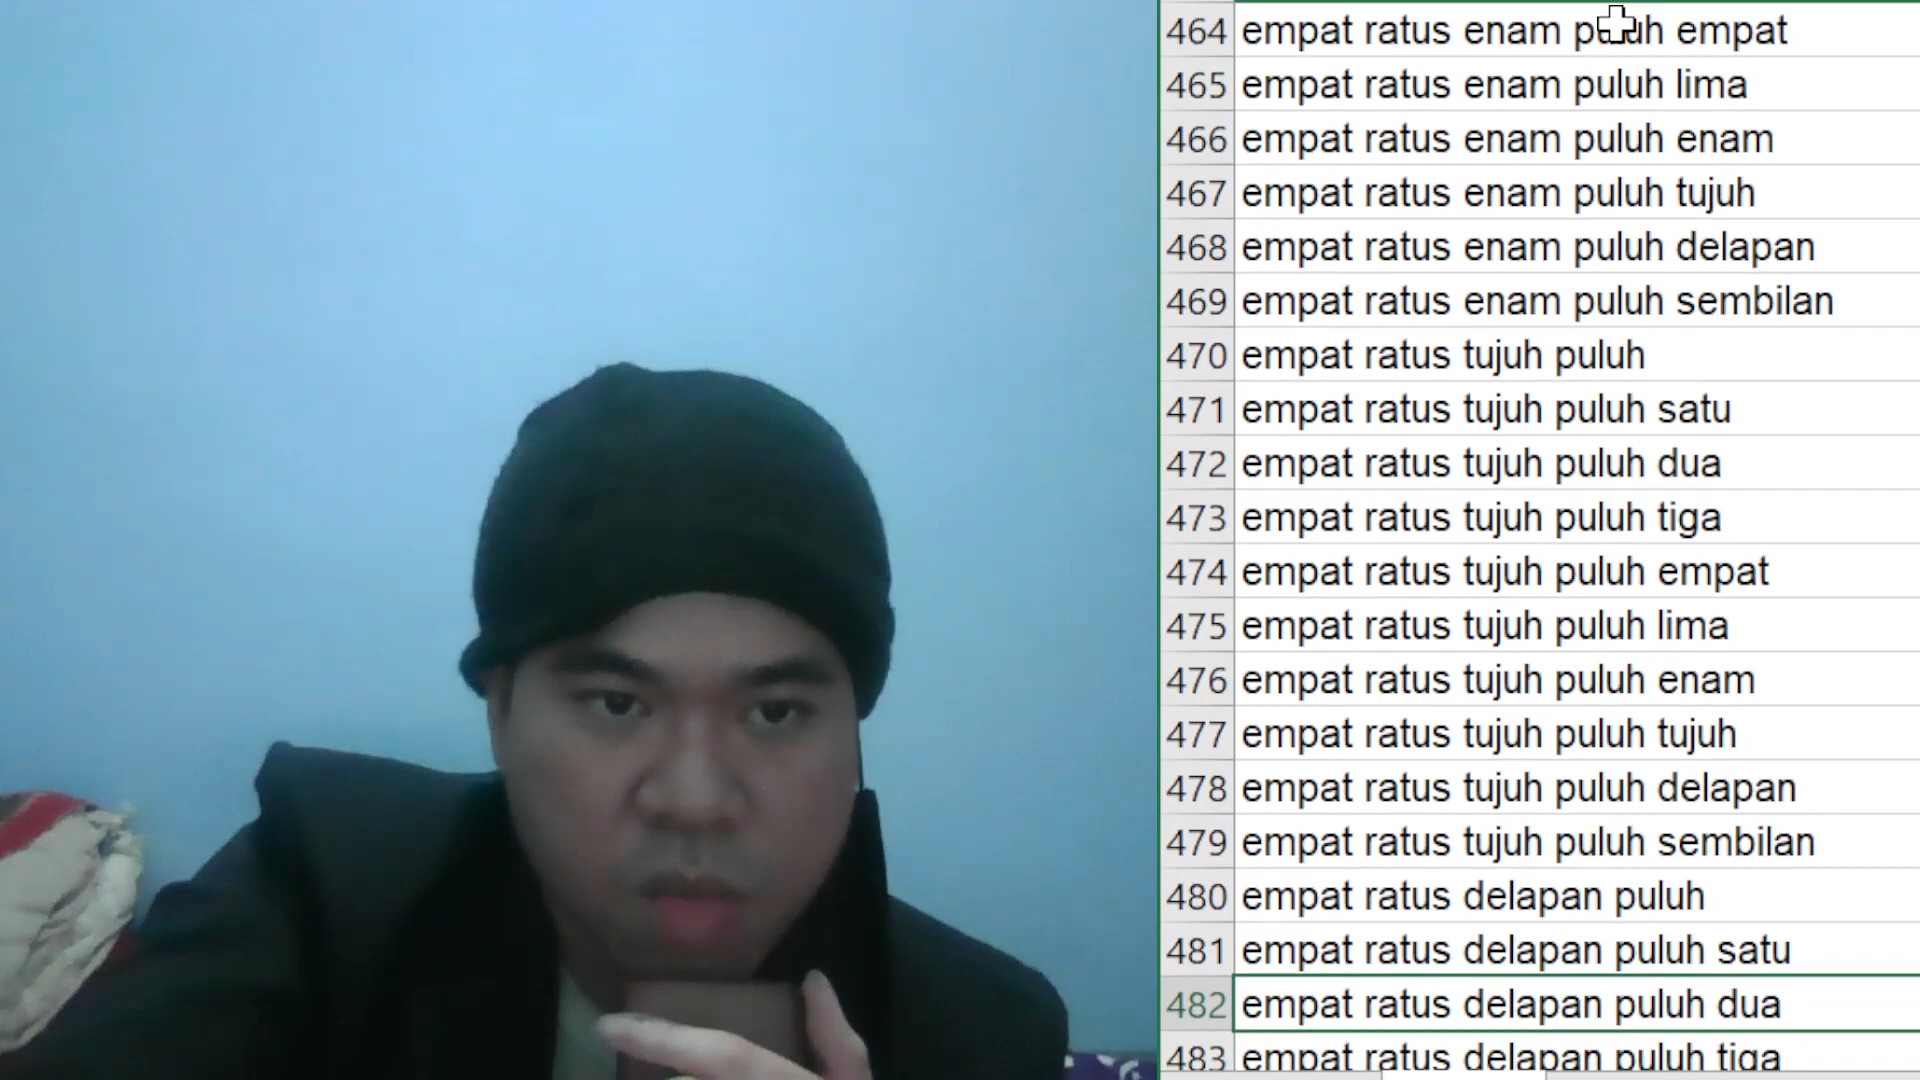 464 empat ratus enam puluh empat
465 empat ratus enam puluh lima
466 empat ratus enam puluh enam
467 empat ratus enam puluh tujuh
468 empat ratus enam puluh delapan
469 empat ratus enam puluh sembilan
470 empat ratus tujuh puluh
471 empat ratus tujuh puluh satu
472 empat ratus tujuh puluh dua
473 empat ratus tujuh puluh tiga
474 empat ratus tujuh puluh empat
475 empat ratus tujuh puluh lima
476 empat ratus tujuh puluh enam
477 empat ratus tujuh puluh tujuh
478 empat ratus tujuh puluh delapan
479 empat ratus tujuh puluh sembilan
480 empat ratus delapan puluh
481 empat ratus delapan puluh satu
482 empat ratus delapan puluh dua
483 empat ratus delapan puluh tiga